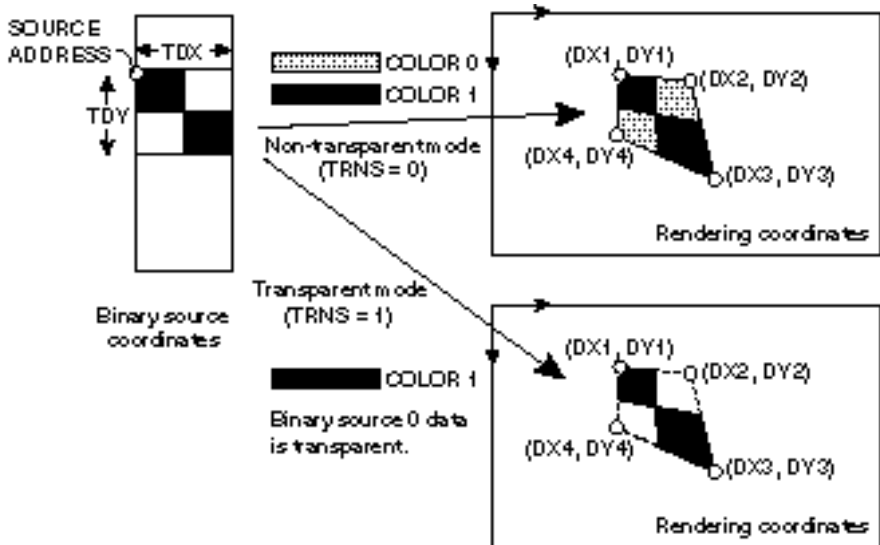 SOURCE
ADDRESS
TDX
TDY
Binary source
coordinates
COLOR 0
COLOR 1
Non-transparent mode
(TRNS = 0)
(DX1, DY1)
(DX2, DY2)
(DX4, DY4)
(DX3, DY3)
Rendering coordinates
Transparent mode
(TRNS = 1)
COLOR 1
Binary source 0 data
is transparent.
(DX1, DY1)
(DX2, DY2)
(DX4, DY4)
(DX3, DY3)
Rendering coordinates